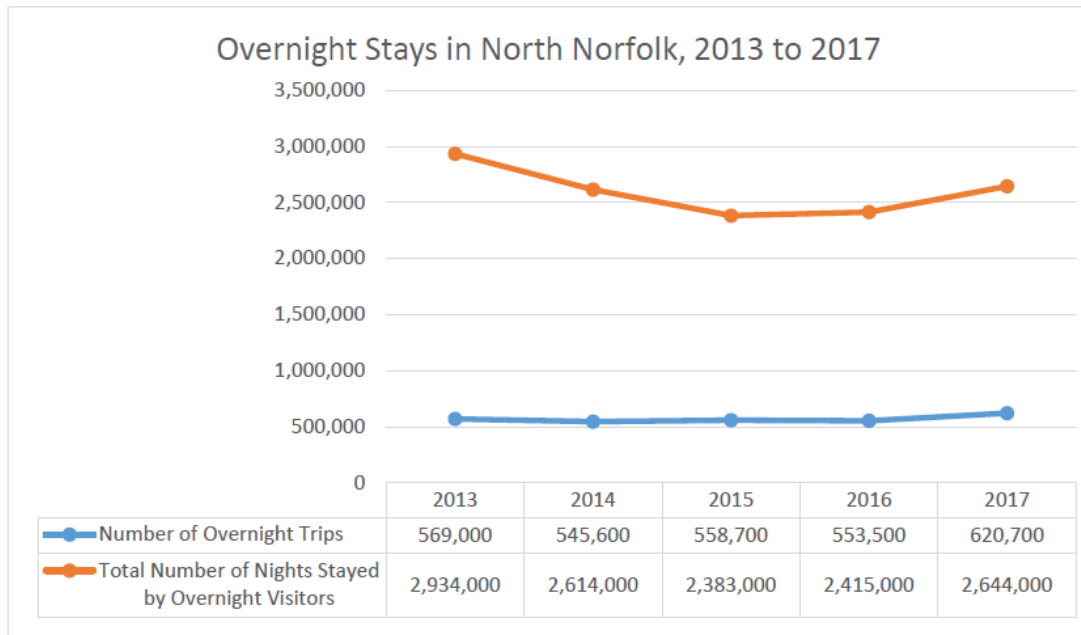 Overnight Stays in North Norfolk, 2013 to 2017
3,500,000
3,000,000
2,500,000
2,000,000
1,500,000
1,000,000
500,000
0
2013 2014 2015 2016 2017
Number of Overnight Trips 569,000 545,600 558,700 553,500 620,700
Total Number of Nights Stayed
by Overnight Visitors 2,934,000 2,614,000 2,383,000 2,415,000 2,644,000